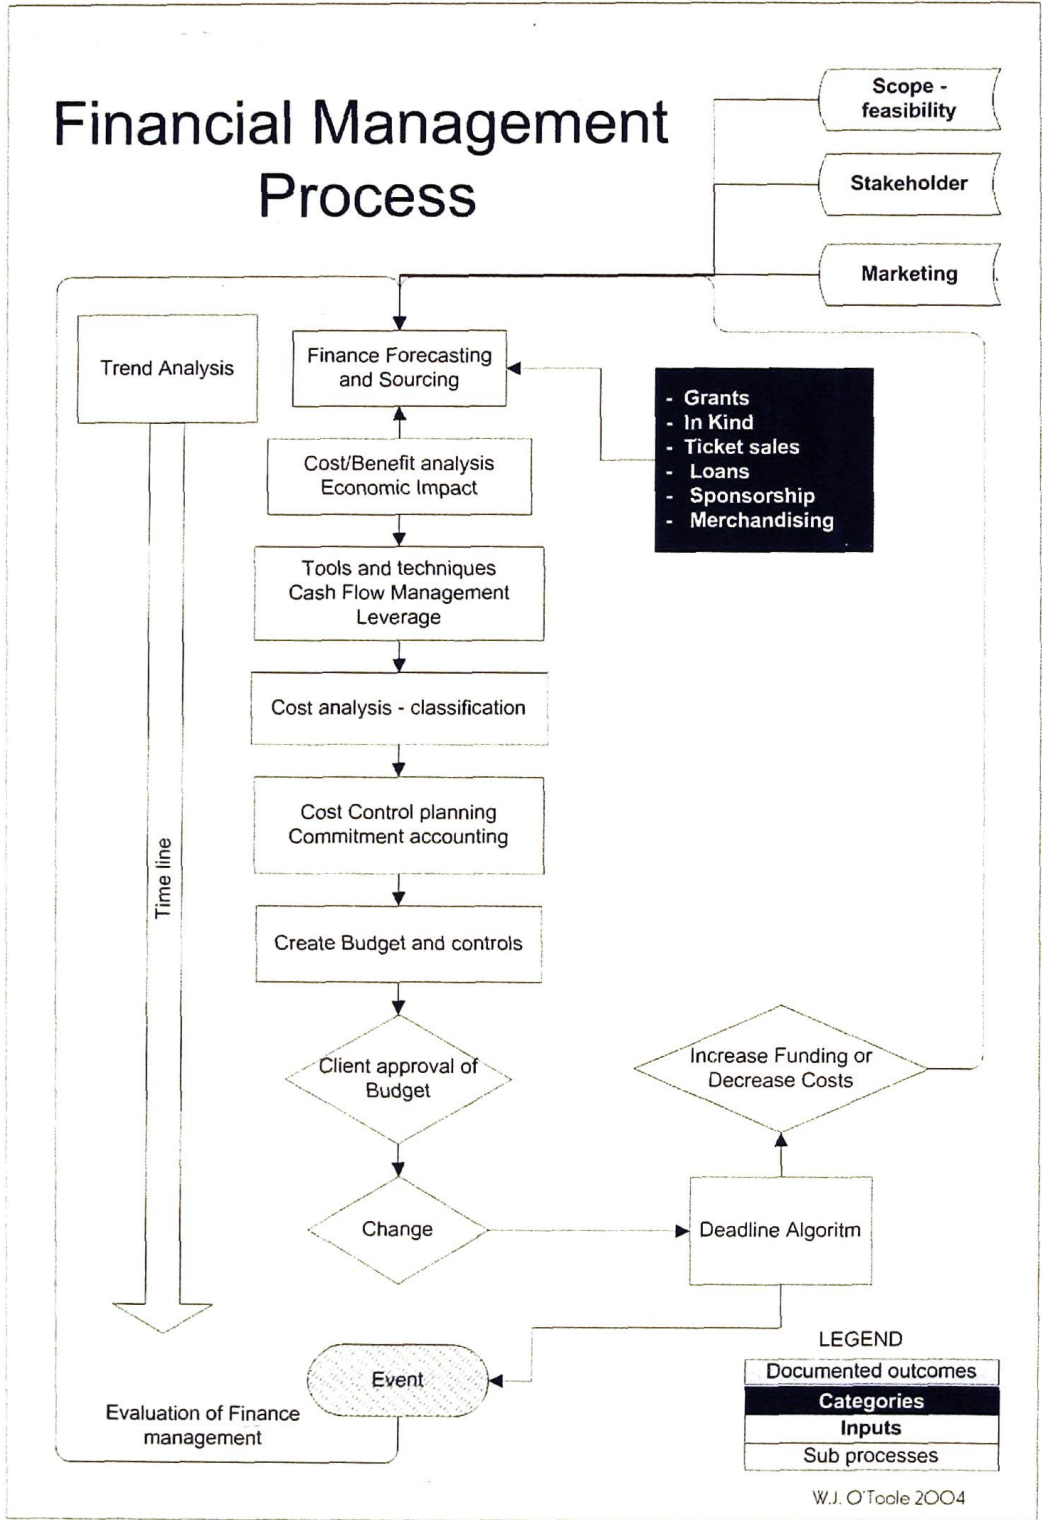 Financial Management
Process
Scope -
feasibility
Stakeholder
Marketing
Trend Analysis
Finance Forecasting
and Sourcing
- Grants
- In Kind
- Ticket sales
- Loans
- Sponsorship
- Merchandising
Cost/Benefit analysis
Economic Impact
Tools and techniques
Cash Flow Management
Leverage
Cost analysis - classification
Cost Control planning
Commitment accounting
Time line
Create Budget and controls
Client approval of
Budget
Increase Funding or
Decrease Costs
Change
Deadline Algoritm
Event
Evaluation of Finance
management
LEGEND
Documented outcomes
Categories
Inputs
Sub processes
W.J. O'Toole 2004